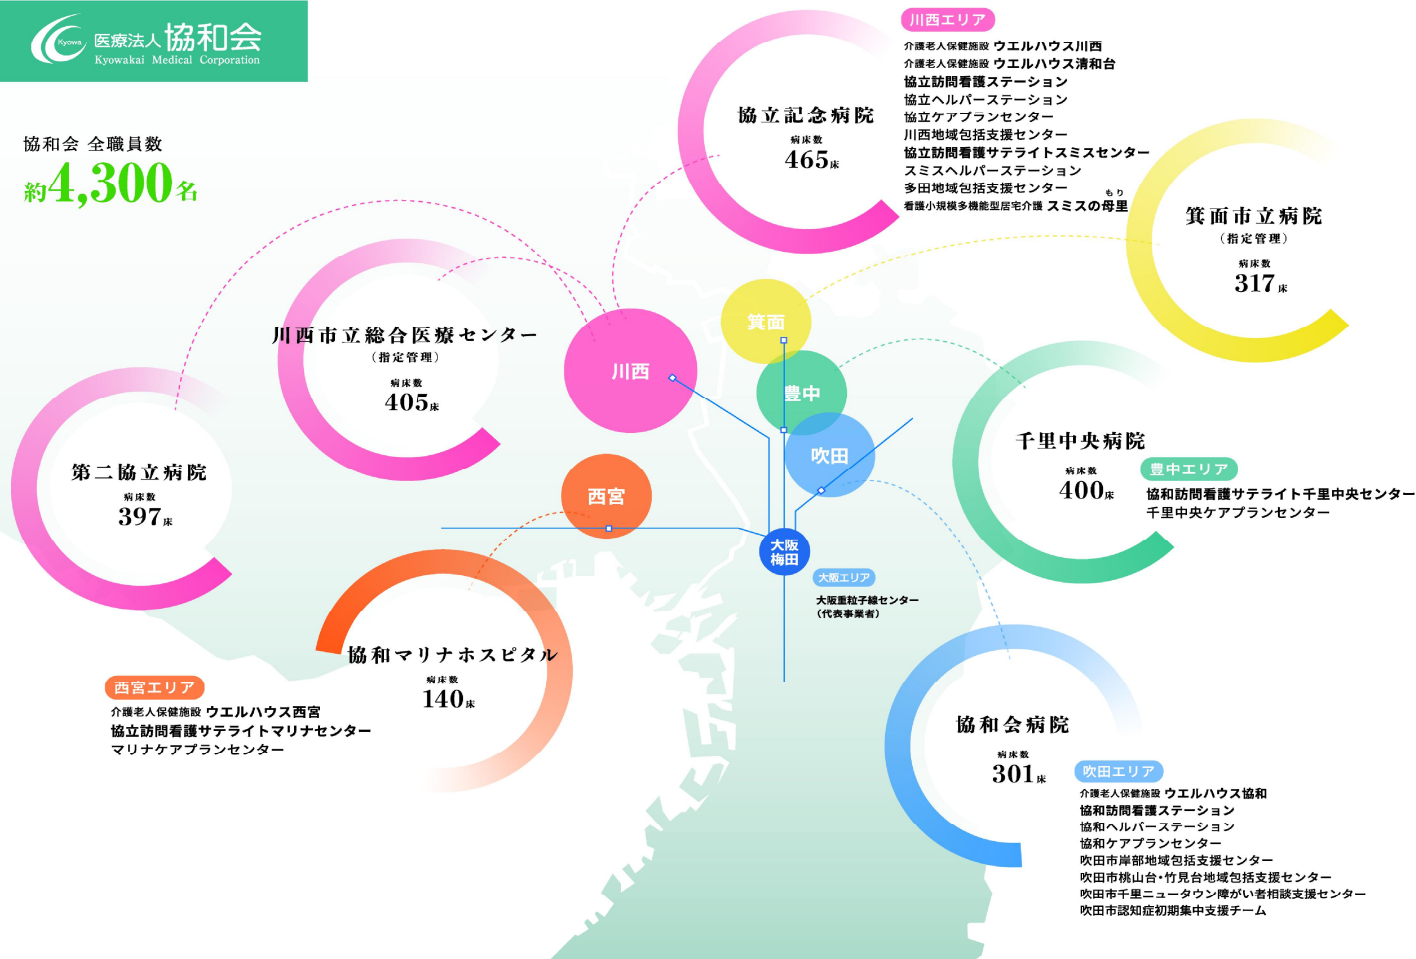 Kyowa
医療法人 協和会
Kyowakai Medical Corporation
協和会 全職員数
約4,300名
川西エリア
介護老人保健施設 ウエルハウス川西
介護老人保健施設 ウエルハウス清和台
協立訪問看護ステーション
協立ヘルパーステーション
協立ケアプランセンター
川西地域包括支援センター
協立訪問看護サテライトスミスセンター
スミスヘルパーステーション
多田地域包括支援センター
もり
看護小規模多機能型居宅介護 スミスの母里
協立記念病院
病床数
465床
箕面市立病院
（指定管理）
病床数
317床
川西市立総合医療センター
（指定管理）
病床数
405床
川西
箕面
豊中
吹田
西宮
大阪
梅田
第二協立病院
病床数
397床
千里中央病院
病床数
400床
豊中エリア
協和訪問看護サテライト千里中央センター
千里中央ケアプランセンター
大阪エリア
大阪重粒子線センター
（代表事業者）
協和マリナホスピタル
病床数
140床
西宮エリア
介護老人保健施設 ウエルハウス西宮
協立訪問看護サテライトマリナセンター
マリナケアプランセンター
協和会病院
病床数
301床
吹田エリア
介護老人保健施設 ウエルハウス協和
協和訪問看護ステーション
協和ヘルパーステーション
協和ケアプランセンター
吹田市岸部地域包括支援センター
吹田市桃山台・竹見台地域包括支援センター
吹田市千里ニュータウン障がい者相談支援センター
吹田市認知症初期集中支援チーム